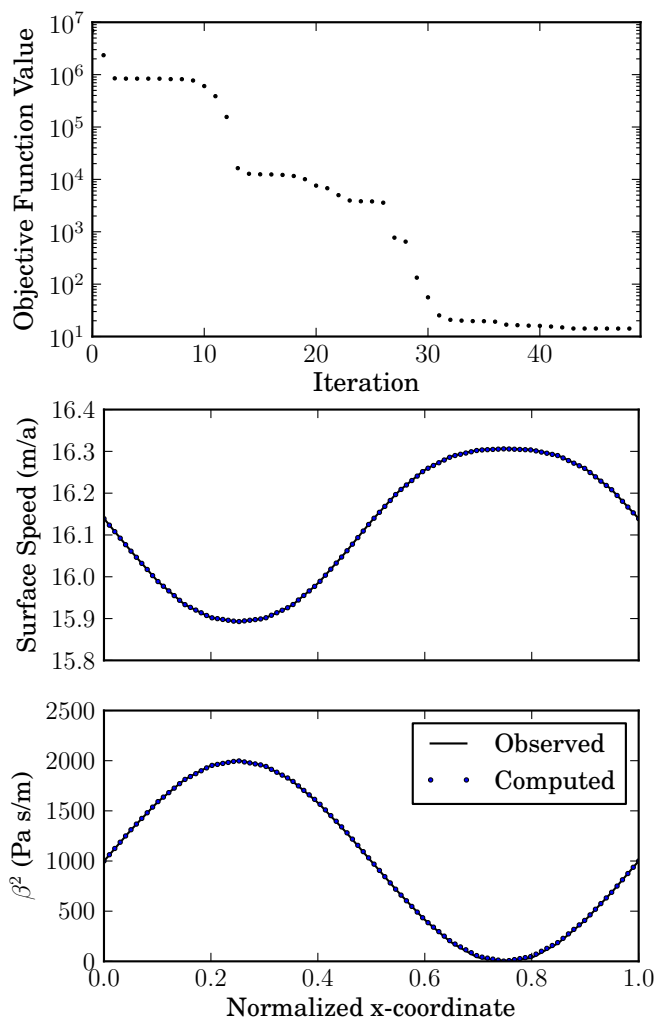 10^7
10^6
10^5
10^4
10^3
10^2
10^1
Objective Function Value
0 10 20 30 40
Iteration
16.4
16.3
16.2
16.1
16.0
15.9
15.8
Surface Speed (m/a)
2500
2000
1500
1000
500
0
β² (Pa s/m)
Observed
Computed
0.0 0.2 0.4 0.6 0.8 1.0
Normalized x-coordinate